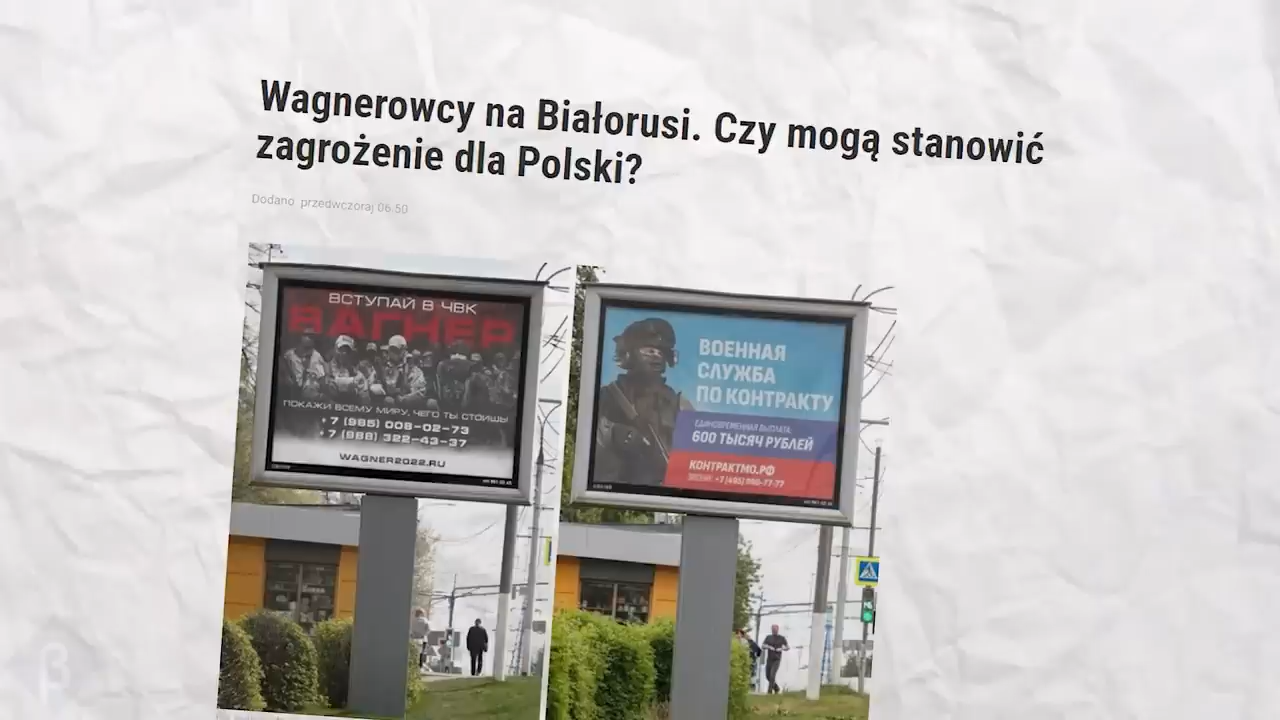 Wagnerowcy na Białorusi. Czy mogą stanowić
zagrożenie dla Polski?
Dodano przedwczoraj 06:50
ВСТУПАЙ В ЧВК
ВАГНЕР
ПОКАЖИ ВСЕМУ МИРУ, ЧЕГО ТЫ СТОИШЬ!
+7 (985) 008-02-73
+7 (988) 322-43-37
WAGNER2022.RU
ВОЕННАЯ
СЛУЖБА
ПО КОНТРАКТУ
ЕДИНОВРЕМЕННАЯ ВЫПЛАТА:
600 ТЫСЯЧ РУБЛЕЙ
КОНТРАКТМО.РФ